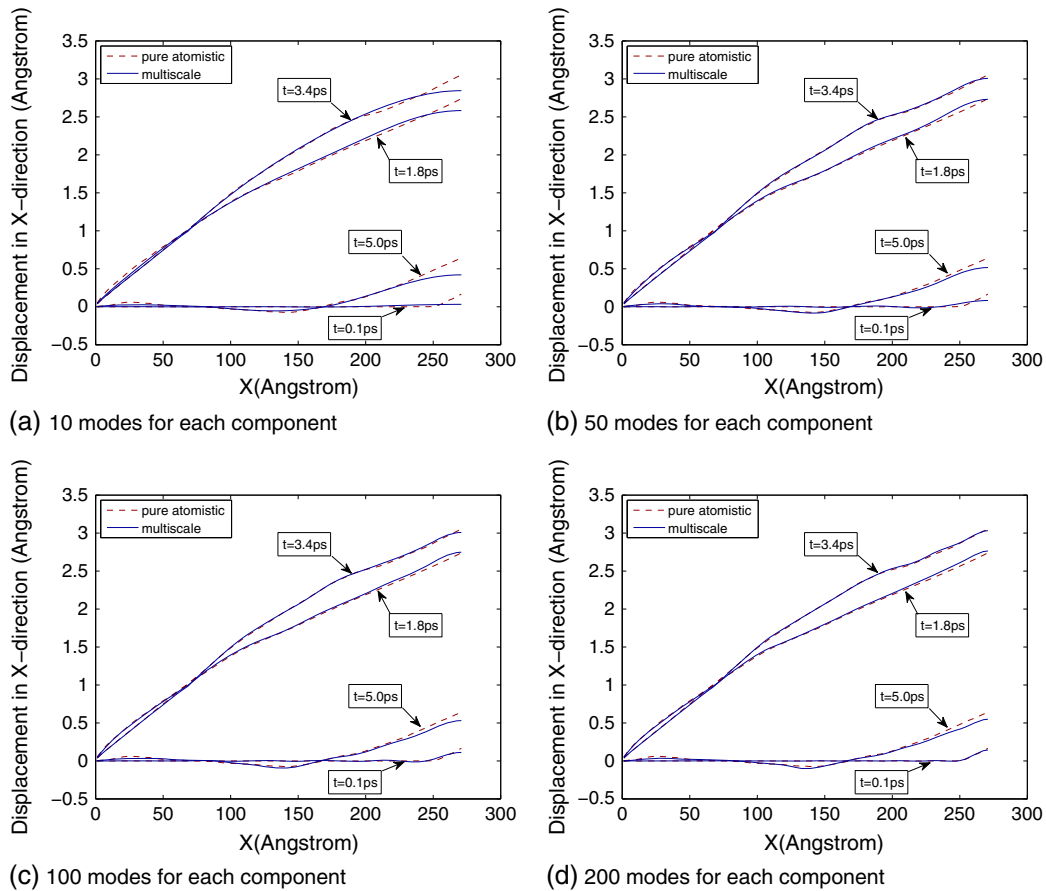 3.5
3
2.5
2
1.5
1
0.5
0
−0.5
Displacement in X−direction (Angstrom)
pure atomistic
multiscale
t=3.4ps
t=1.8ps
t=5.0ps
t=0.1ps
0 50 100 150 200 250 300
X(Angstrom)
(a) 10 modes for each component
3.5
3
2.5
2
1.5
1
0.5
0
−0.5
Displacement in X−direction (Angstrom)
pure atomistic
multiscale
t=3.4ps
t=1.8ps
t=5.0ps
t=0.1ps
0 50 100 150 200 250 300
X(Angstrom)
(b) 50 modes for each component
3.5
3
2.5
2
1.5
1
0.5
0
−0.5
Displacement in X−direction (Angstrom)
pure atomistic
multiscale
t=3.4ps
t=1.8ps
t=5.0ps
t=0.1ps
0 50 100 150 200 250 300
X(Angstrom)
(c) 100 modes for each component
3.5
3
2.5
2
1.5
1
0.5
0
−0.5
Displacement in X−direction (Angstrom)
pure atomistic
multiscale
t=3.4ps
t=1.8ps
t=5.0ps
t=0.1ps
0 50 100 150 200 250 300
X(Angstrom)
(d) 200 modes for each component